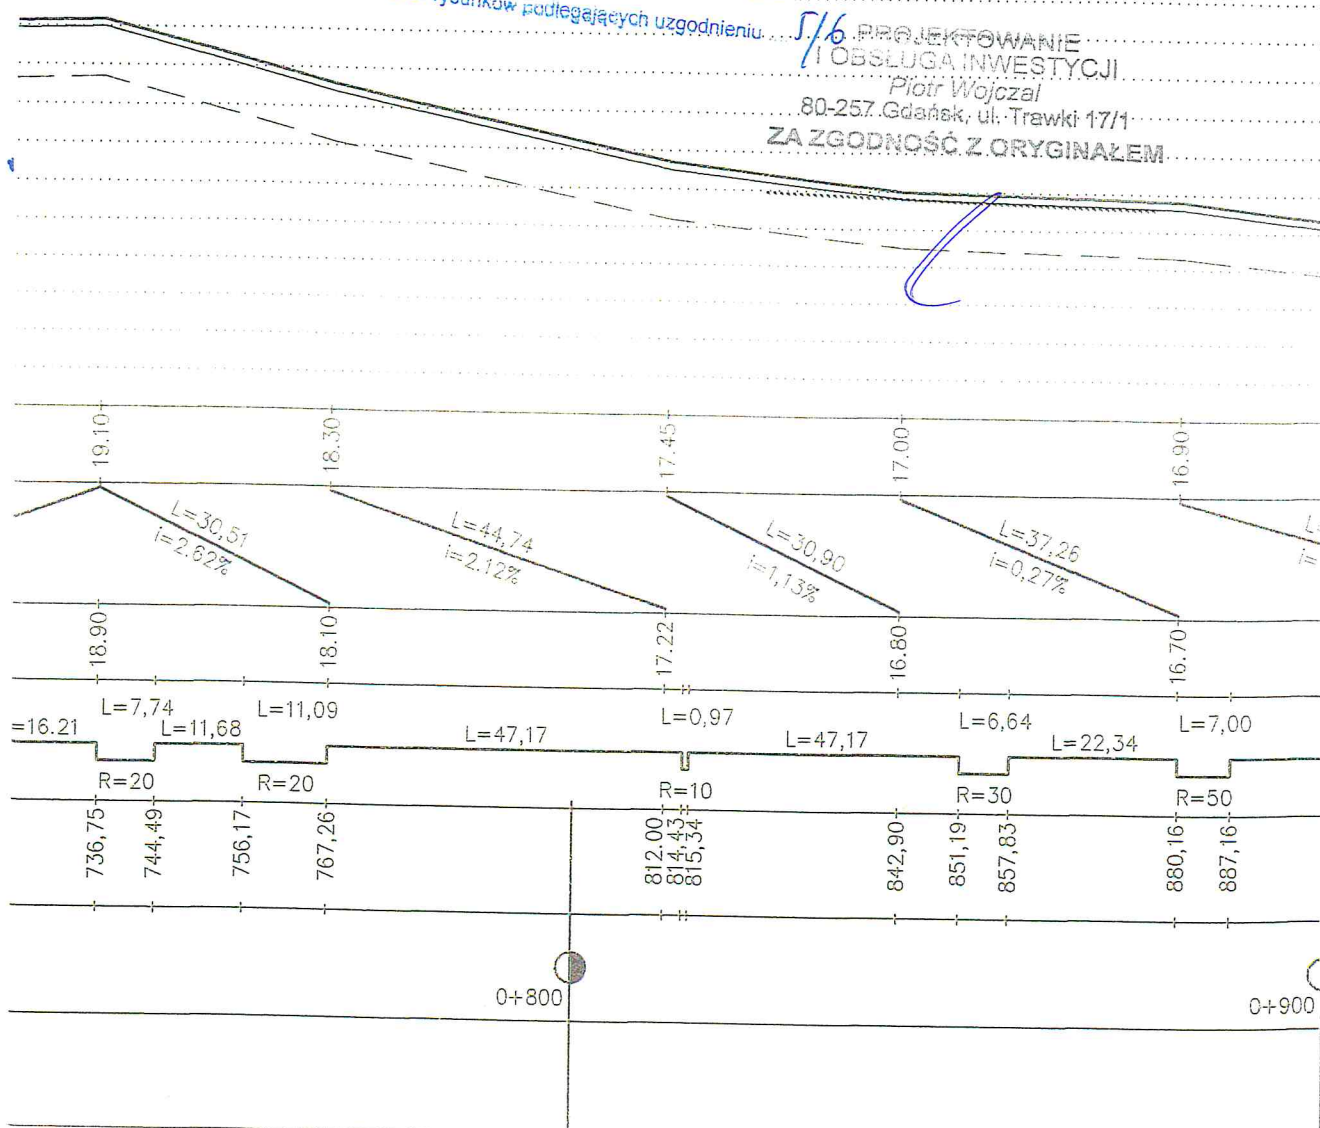 rysunków podlegających uzgodnieniu
5/6
PROJEKTOWANIE
I OBSŁUGA INWESTYCJI
Piotr Wojczal
80-257 Gdańsk, ul. Trawki 17/1
ZA ZGODNOŚĆ Z ORYGINAŁEM
19.10 18.30 17.45 17.00 16.90
L=30,51 L=44,74 L=30,90 L=37,26
i=2.62% i=2.12% i=1,13% i=0,27% i=
18.90 18.10 17.22 16.80 16.70
=16.21 L=7,74 L=11,68 L=11,09 L=47,17 L=0,97 L=47,17 L=6,64 L=22,34 L=7,00
R=20 R=20 R=10 R=30 R=50
736,75 744,49 756,17 767,26 812.00 814,43 815,34 842,90 851,19 857,83 880,16 887,16
0+800 0+900